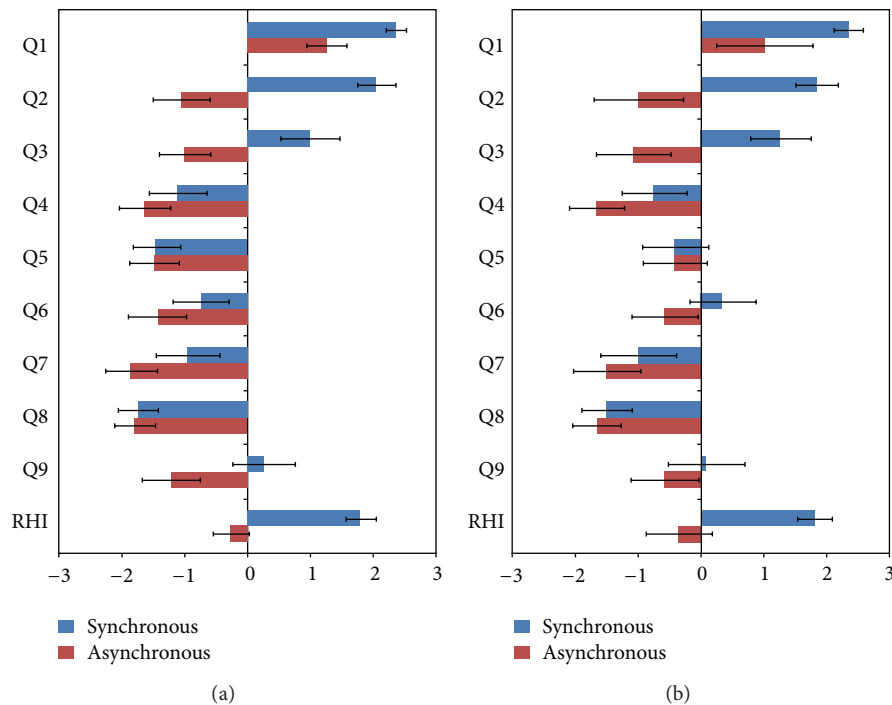 Q1
Q2
Q3
Q4
Q5
Q6
Q7
Q8
Q9
RHI
−3 −2 −1 0 1 2 3
Synchronous
Asynchronous
(a)
Q1
Q2
Q3
Q4
Q5
Q6
Q7
Q8
Q9
RHI
−3 −2 −1 0 1 2 3
Synchronous
Asynchronous
(b)